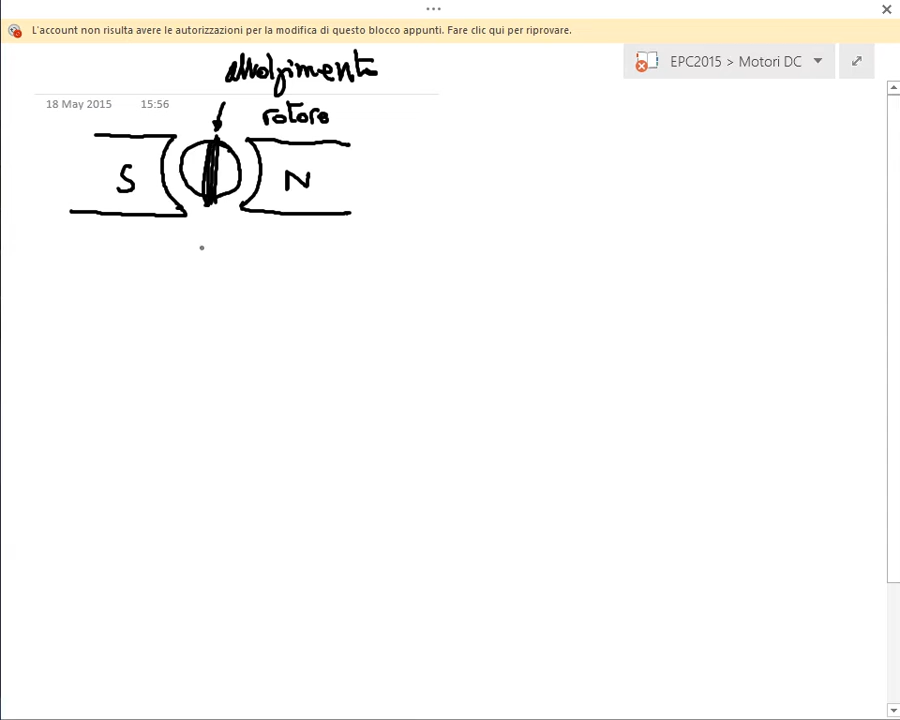 L'account non risulta avere le autorizzazioni per la modifica di questo blocco appunti. Fare clic qui per riprovare.
EPC2015 > Motori DC
avvolgimento
18 May 2015 15:56
rotore
S
N